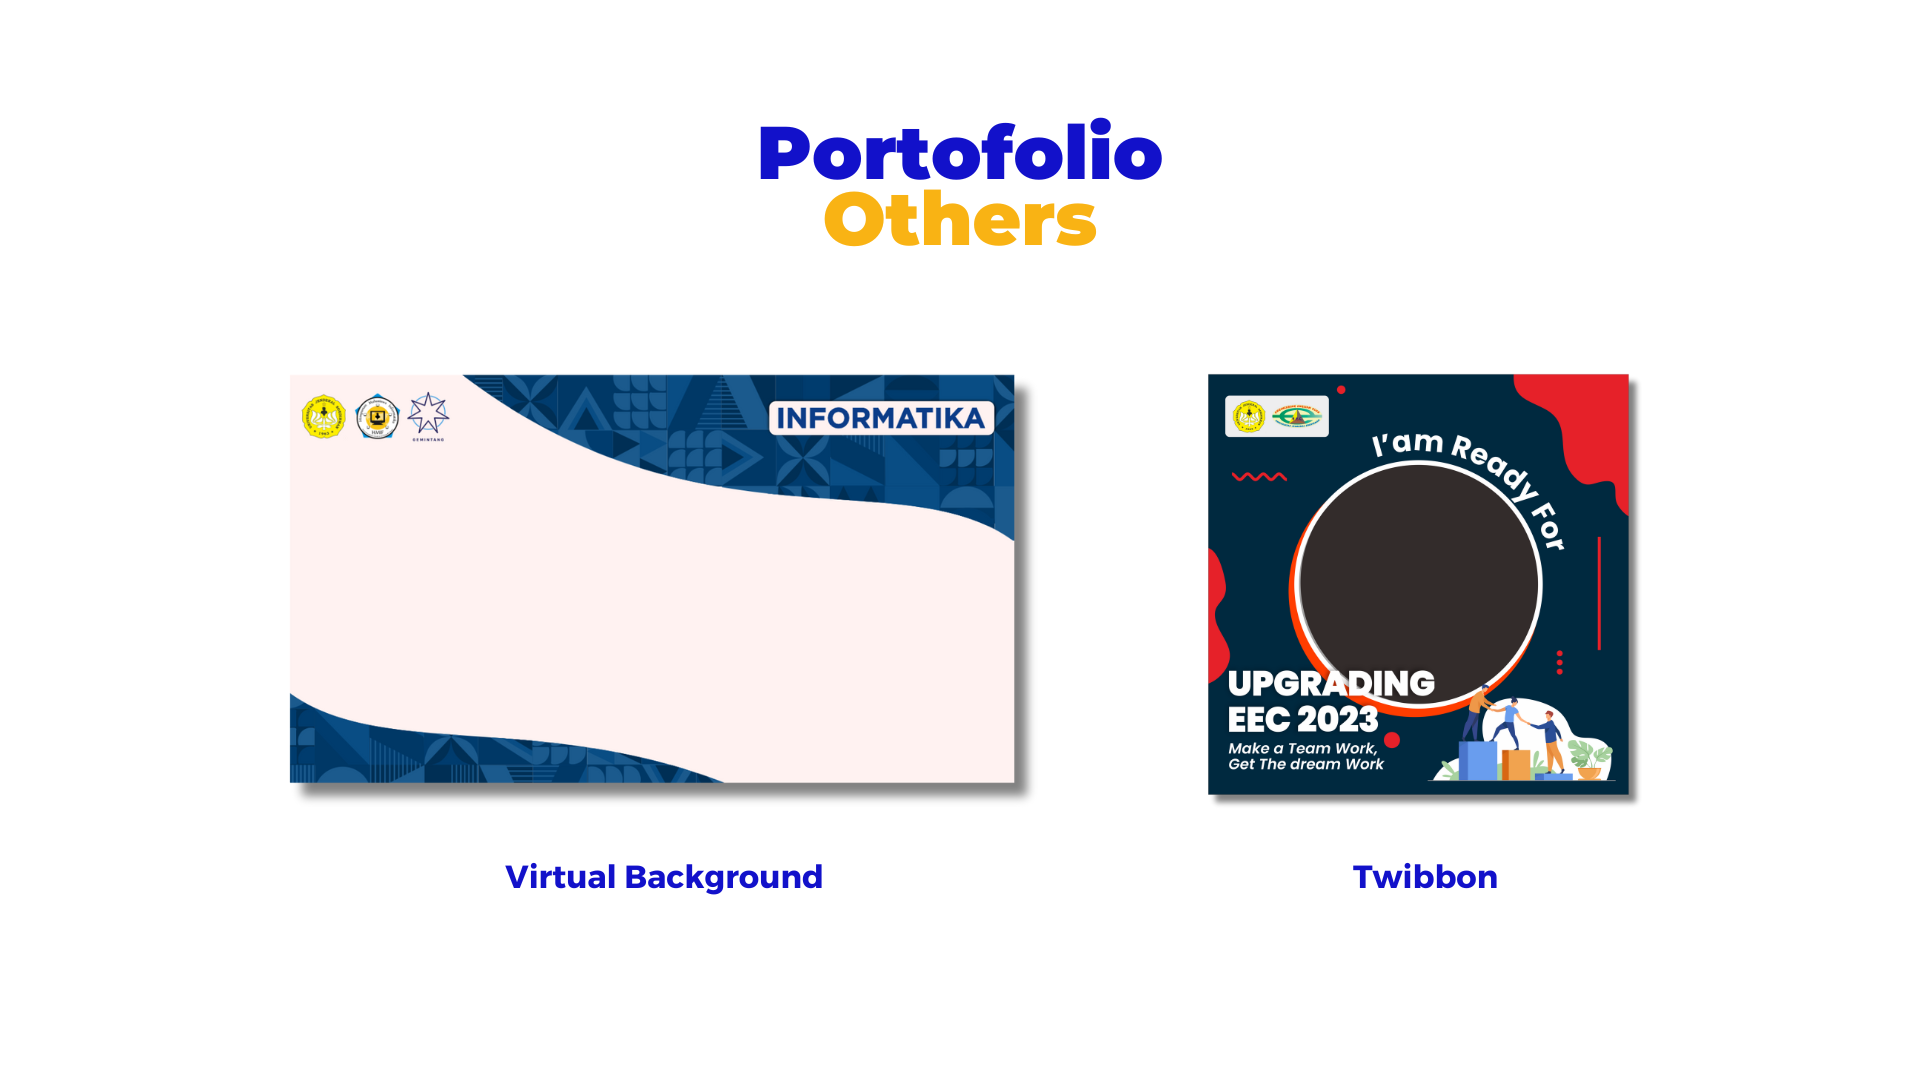 Portofolio
Others
INFORMATIKA
GEMINTANG
I'am Ready For
UPGRADING
EEC 2023
Make a Team Work,
Get The dream Work
Virtual Background
Twibbon